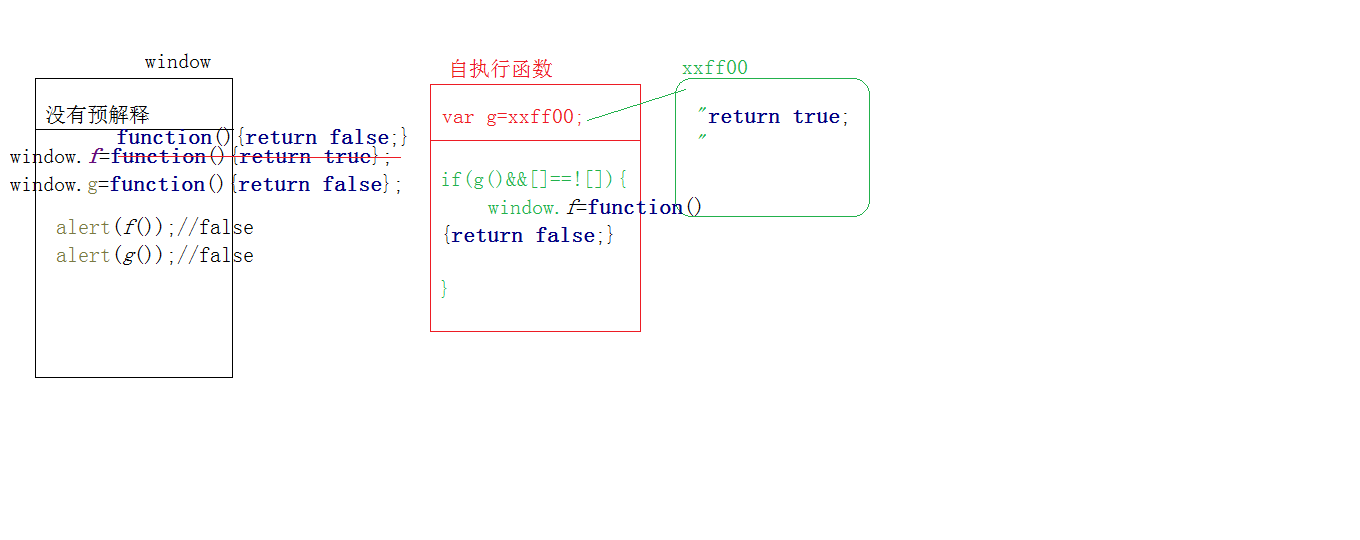 window
没有预解释
function(){return false;}
window.f=function(){return true};
window.g=function(){return false};
alert(f());//false
alert(g());//false
自执行函数
var g=xxff00;
if(g()&&[]==![]){
window.f=function()
{return false;}
}
xxff00
"return true;
"